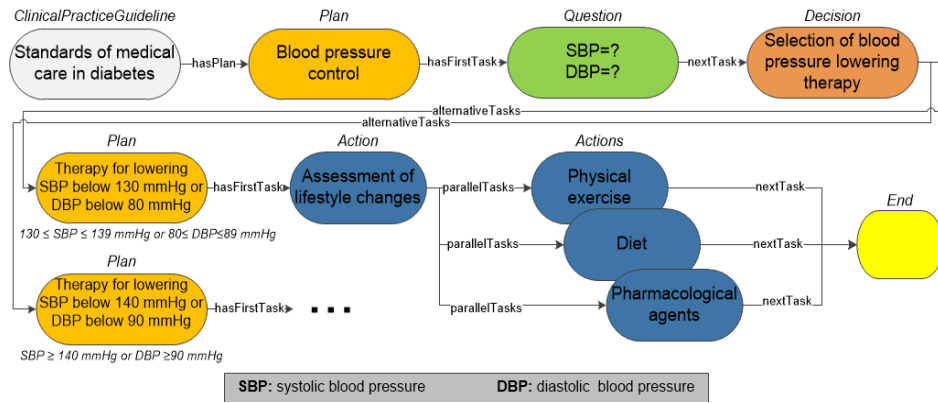 ClinicalPracticeGuideline
Plan
Question
Decision
Standards of medical
care in diabetes
hasPlan
Blood pressure
control
hasFirstTask
SBP=?
DBP=?
nextTask
Selection of blood
pressure lowering
therapy
alternativeTasks
alternativeTasks
Plan
Action
Actions
Therapy for lowering
SBP below 130 mmHg or
DBP below 80 mmHg
hasFirstTask
Assessment of
lifestyle changes
parallelTasks
Physical
exercise
nextTask
End
130 ≤ SBP ≤ 139 mmHg or 80≤ DBP≤89 mmHg
parallelTasks
Diet
nextTask
Plan
Therapy for lowering
SBP below 140 mmHg or
DBP below 90 mmHg
hasFirstTask
...
parallelTasks
Pharmacological
agents
nextTask
SBP ≥ 140 mmHg or DBP ≥90 mmHg
SBP: systolic blood pressure DBP: diastolic blood pressure